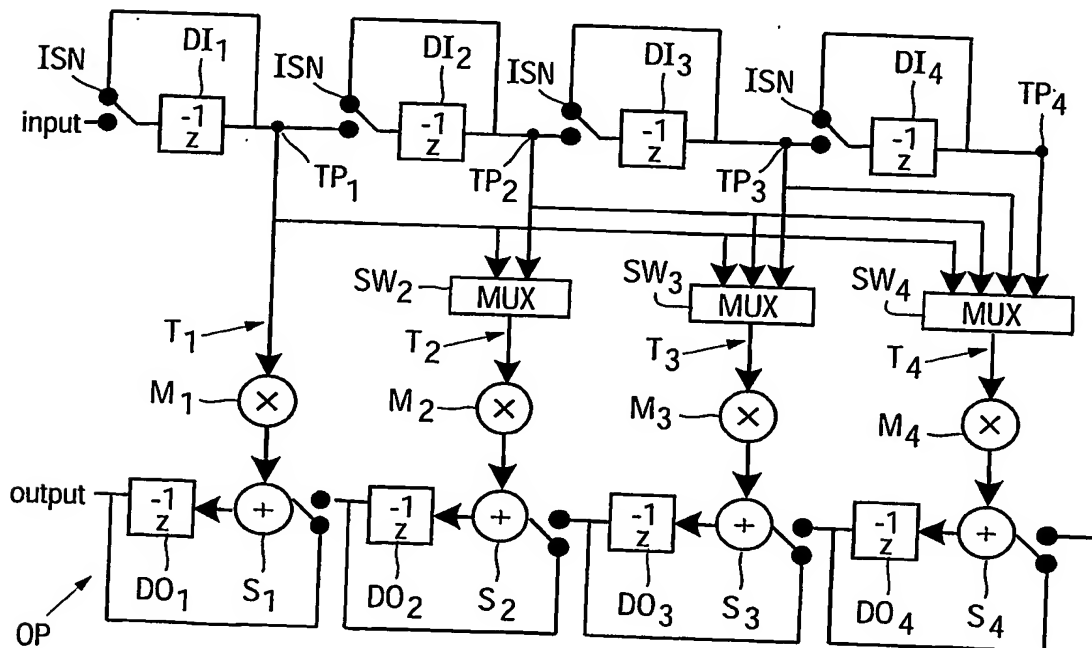 ISN
DI1
ISN
DI2
ISN
DI3
ISN
DI4
TP4
input
-1
z
-1
z
-1
z
-1
z
TP1
TP2
TP3
SW2
MUX
SW3
MUX
SW4
MUX
T1
T2
T3
T4
M1
×
M2
×
M3
×
M4
×
output
-1
z
+
-1
z
+
-1
z
+
-1
z
+
DO1
S1
DO2
S2
DO3
S3
DO4
S4
OP